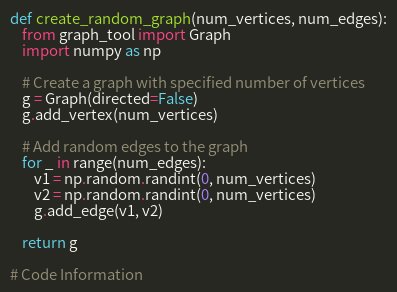 def create_random_graph(num_vertices, num_edges):
from graph_tool import Graph
import numpy as np
# Create a graph with specified number of vertices
g = Graph(directed=False)
g.add_vertex(num_vertices)
# Add random edges to the graph
for _ in range(num_edges):
v1 = np.random.randint(0, num_vertices)
v2 = np.random.randint(0, num_vertices)
g.add_edge(v1, v2)
return g
# Code Information